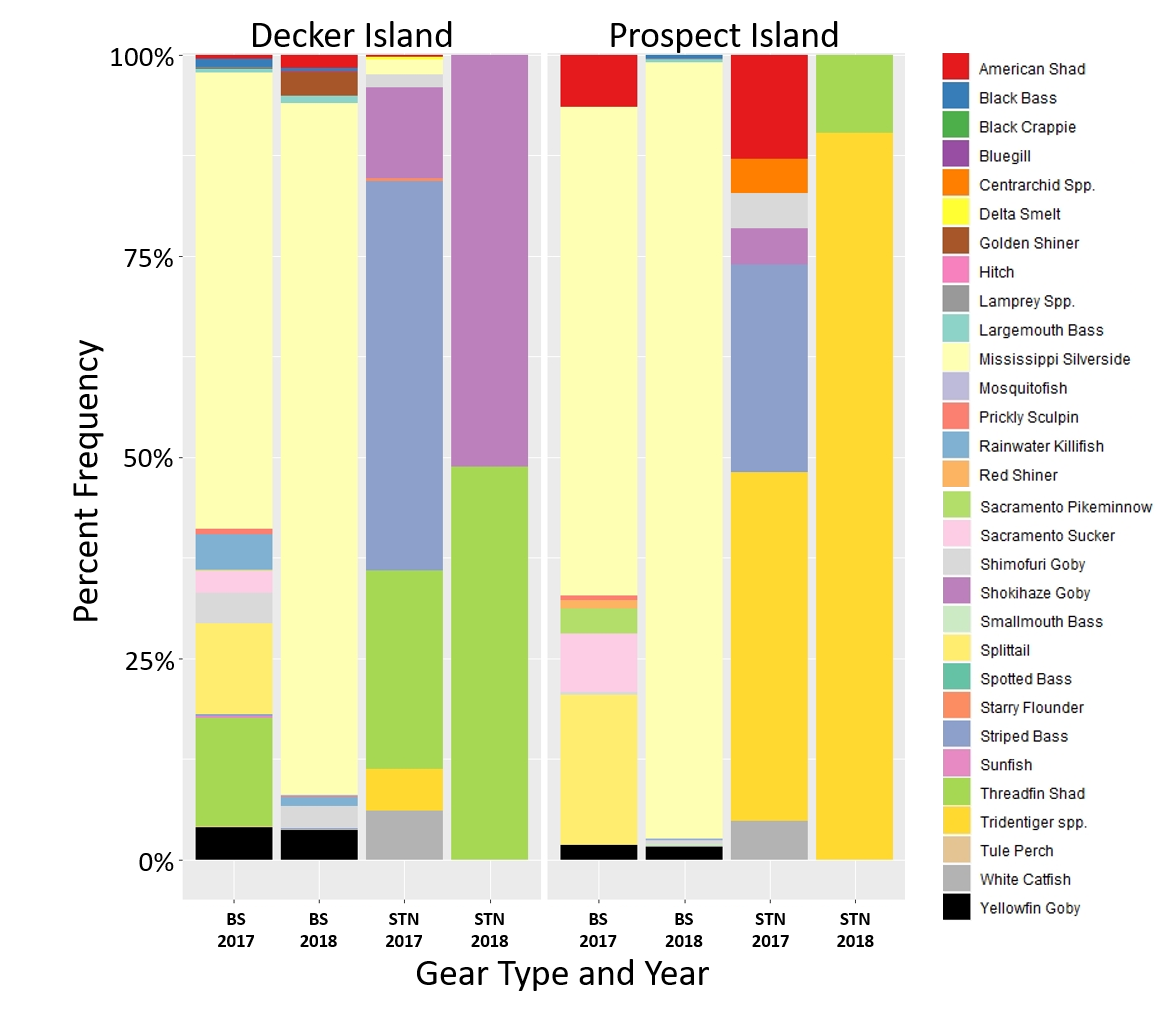 Decker Island
Prospect Island
100%
75%
50%
25%
0%
Percent Frequency
BS
2017
BS
2018
STN
2017
STN
2018
BS
2017
BS
2018
STN
2017
STN
2018
Gear Type and Year
American Shad
Black Bass
Black Crappie
Bluegill
Centrarchid Spp.
Delta Smelt
Golden Shiner
Hitch
Lamprey Spp.
Largemouth Bass
Mississippi Silverside
Mosquitofish
Prickly Sculpin
Rainwater Killifish
Red Shiner
Sacramento Pikeminnow
Sacramento Sucker
Shimofuri Goby
Shokihaze Goby
Smallmouth Bass
Splittail
Spotted Bass
Starry Flounder
Striped Bass
Sunfish
Threadfin Shad
Tridentiger spp.
Tule Perch
White Catfish
Yellowfin Goby